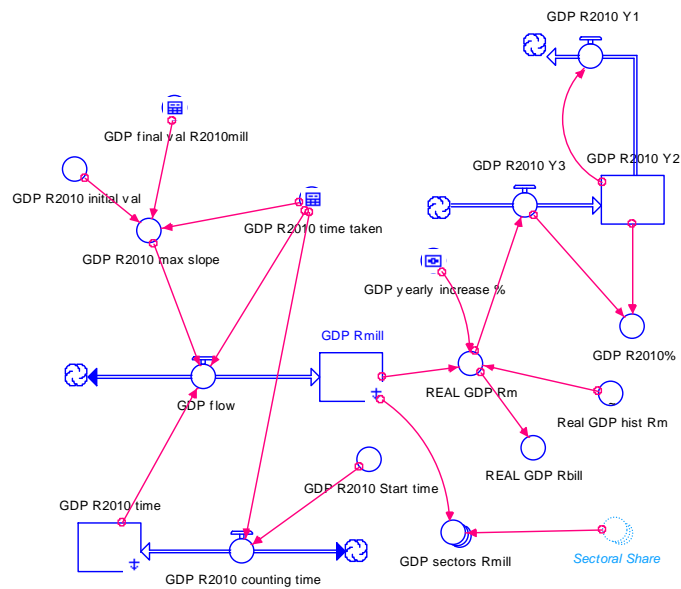 GDP R2010 Y1
GDP final val R2010mill
GDP R2010 Y3
GDP R2010 Y2
GDP R2010 initial val
GDP R2010 time taken
GDP R2010 max slope
GDP yearly increase %
GDP Rmill
GDP R2010%
REAL GDP Rm
GDP flow
Real GDP hist Rm
REAL GDP Rbill
GDP R2010 Start time
GDP R2010 time
GDP sectors Rmill
Sectoral Share
GDP R2010 counting time